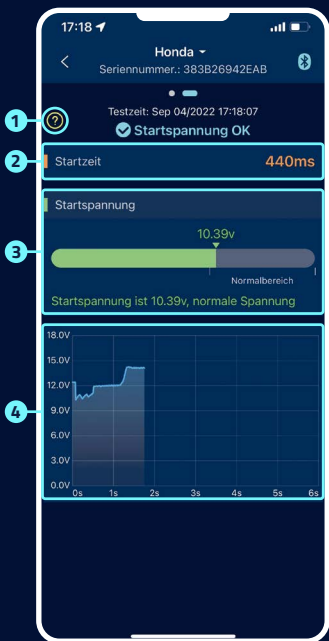 17:18
Honda
Seriennummer.: 383B26942EAB
Testzeit: Sep 04/2022 17:18:07
1
Startspannung OK
2
Startzeit 440ms
Startspannung
3
10.39v
Normalbereich
Startspannung ist 10.39v, normale Spannung
4
18.0V
15.0V
12.0V
9.0V
6.0V
3.0V
0.0V
0s 1s 2s 3s 4s 5s 6s